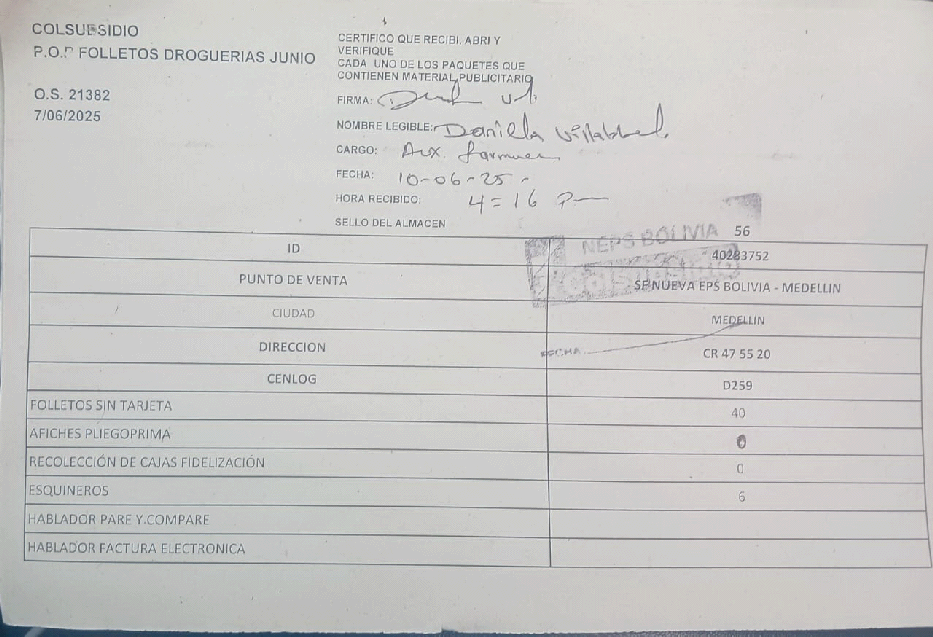 COLSUBSIDIO
P.O.P FOLLETOS DROGUERIAS JUNIO
O.S. 21382
7/06/2025
CERTIFICO QUE RECIBI, ABRI Y
VERIFIQUE
CADA UNO DE LOS PAQUETES QUE
CONTIENEN MATERIAL PUBLICITARIO
FIRMA:
NOMBRE LEGIBLE: Daniela
CARGO: Aux.
FECHA: 10-06-25
HORA RECIBIDO: 4=16 P
SELLO DEL ALMACEN
NEPS BOLIVIA
56
ID 40283752
PUNTO DE VENTA SF NUEVA EPS BOLIVIA - MEDELLIN
CIUDAD MEDELLIN
FECHA
DIRECCION CR 47 55 20
CENLOG D259
FOLLETOS SIN TARJETA 40
AFICHES PLIEGOPRIMA 0
RECOLECCIÓN DE CAJAS FIDELIZACIÓN 0
ESQUINEROS 6
HABLADOR PARE Y COMPARE
HABLADOR FACTURA ELECTRONICA